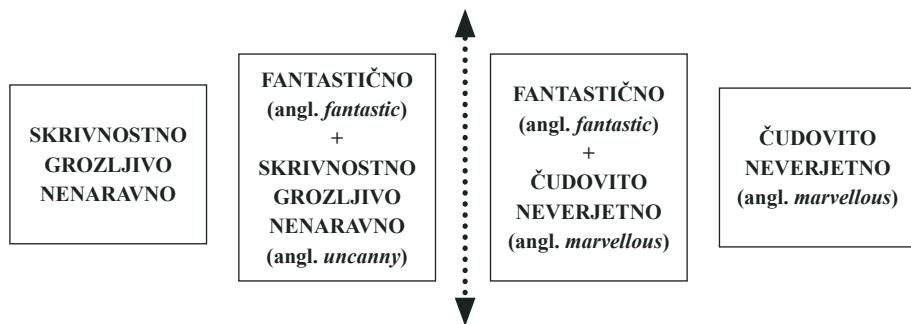 SKRIVNOSTNO
GROZLJIVO
NENARAVNO
FANTASTIČNO
(angl. fantastic)
+
SKRIVNOSTNO
GROZLJIVO
NENARAVNO
(angl. uncanny)
FANTASTIČNO
(angl. fantastic)
+
ČUDOVITO
NEVERJETNO
(angl. marvellous)
ČUDOVITO
NEVERJETNO
(angl. marvellous)